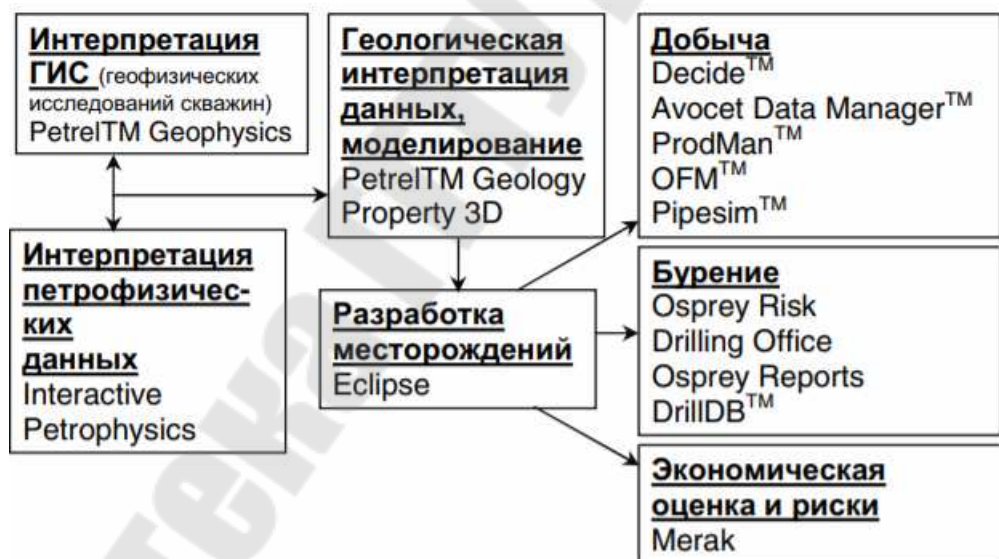 Интерпретация
ГИС (геофизических
исследований скважин)
PetrelTM Geophysics
Интерпретация
петрофизичес-
ких
данных
Interactive
Petrophysics
Геологическая
интерпретация
данных,
моделирование
PetrelTM Geology
Property 3D
Разработка
месторождений
Eclipse
Добыча
Decide™
Avocet Data Manager™
ProdMan™
OFM™
Pipesim™
Бурение
Osprey Risk
Drilling Office
Osprey Reports
DrillDB™
Экономическая
оценка и риски
Merak